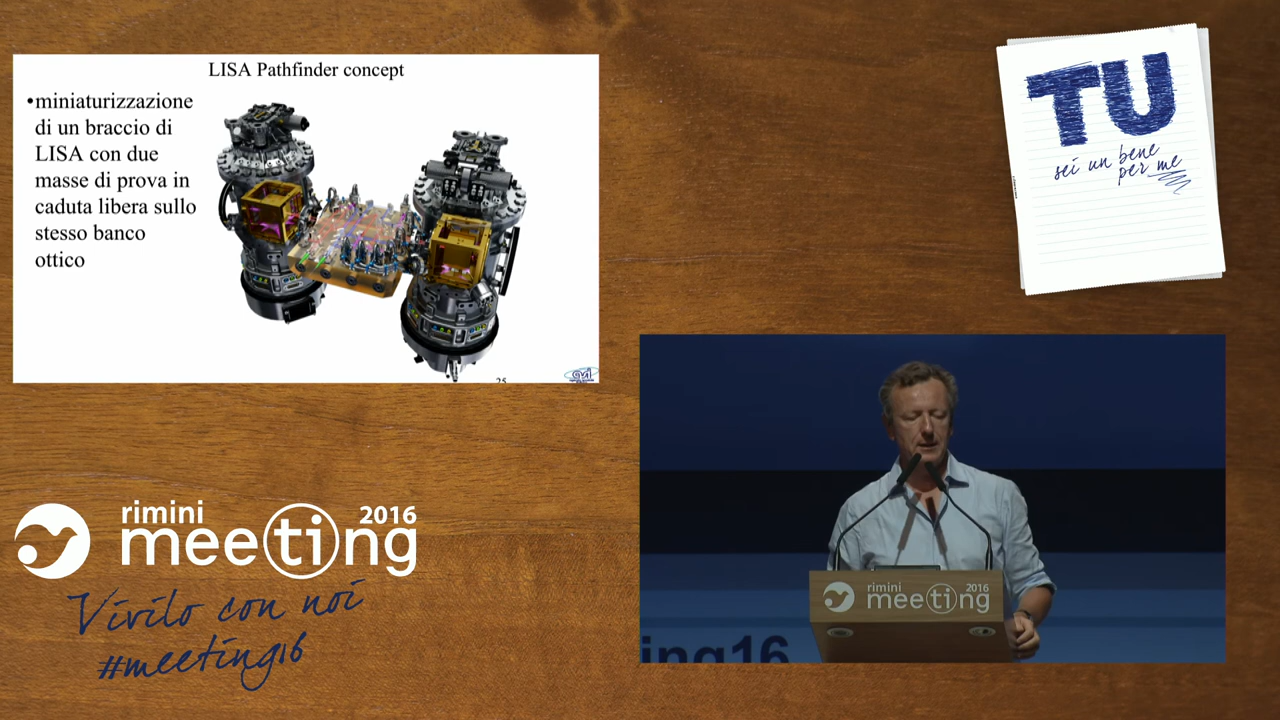 LISA Pathfinder concept
•miniaturizzazione
di un braccio di
LISA con due
masse di prova in
caduta libera sullo
stesso banco
ottico
25
TU
sei un bene
per me
rimini
meeting
2016
Vivilo con noi
#meeting16
rimini
meeting
2016
ing16